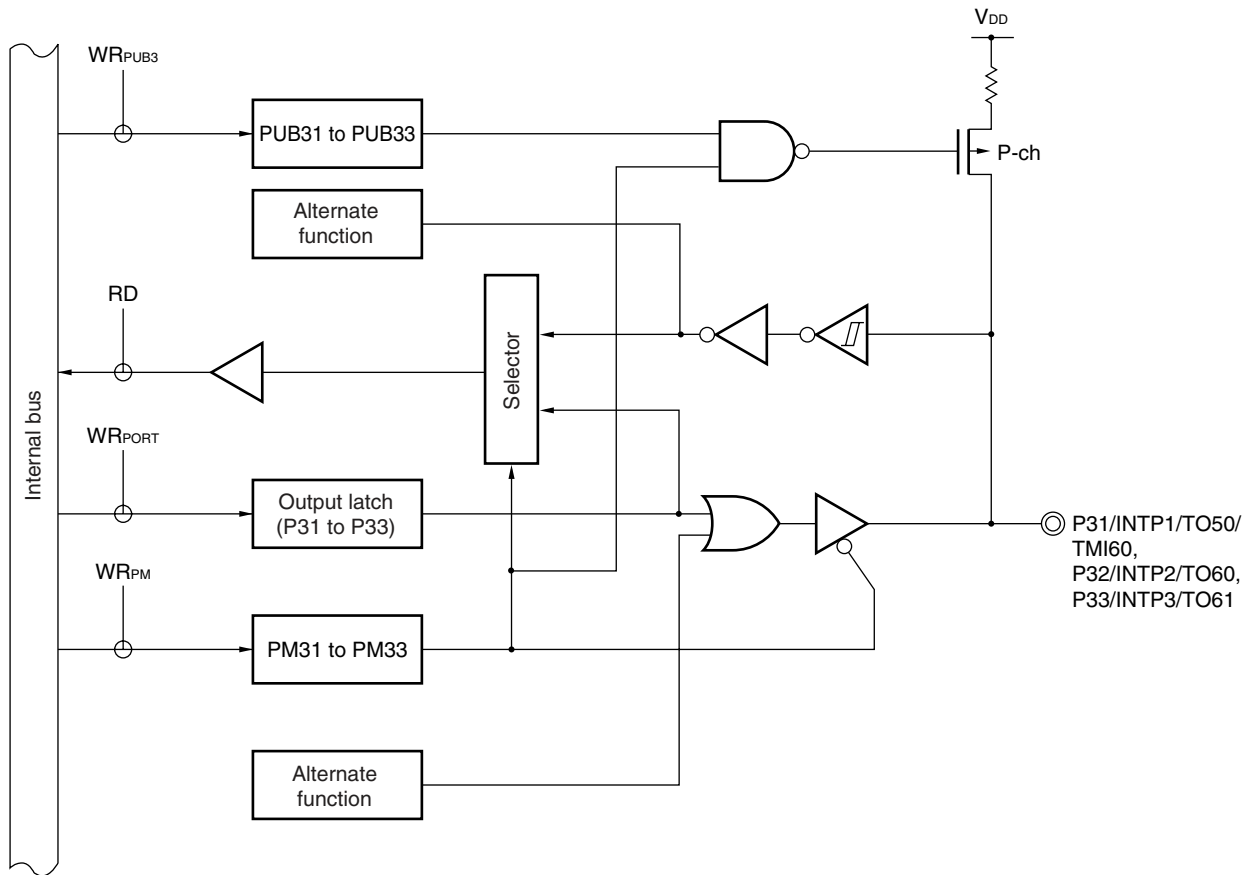 VDD
WRPUB3
PUB31 to PUB33
P-ch
Alternate
function
RD
Selector
Internal bus
WRPORT
Output latch
(P31 to P33)
P31/INTP1/TO50/
TMI60,
P32/INTP2/TO60,
P33/INTP3/TO61
WRPM
PM31 to PM33
Alternate
function